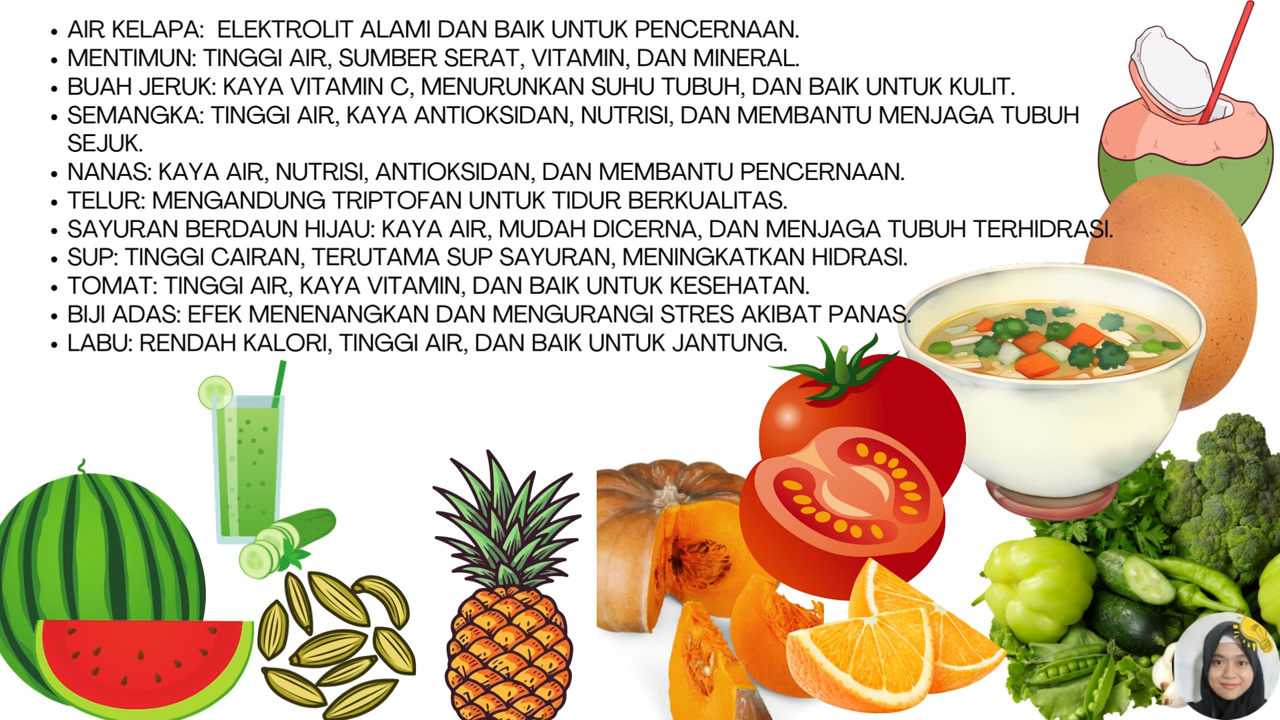 • AIR KELAPA:  ELEKTROLIT ALAMI DAN BAIK UNTUK PENCERNAAN.
• MENTIMUN: TINGGI AIR, SUMBER SERAT, VITAMIN, DAN MINERAL.
• BUAH JERUK: KAYA VITAMIN C, MENURUNKAN SUHU TUBUH, DAN BAIK UNTUK KULIT.
• SEMANGKA: TINGGI AIR, KAYA ANTIOKSIDAN, NUTRISI, DAN MEMBANTU MENJAGA TUBUH
SEJUK.
• NANAS: KAYA AIR, NUTRISI, ANTIOKSIDAN, DAN MEMBANTU PENCERNAAN.
• TELUR: MENGANDUNG TRIPTOFAN UNTUK TIDUR BERKUALITAS.
• SAYURAN BERDAUN HIJAU: KAYA AIR, MUDAH DICERNA, DAN MENJAGA TUBUH TERHIDRASI.
• SUP: TINGGI CAIRAN, TERUTAMA SUP SAYURAN, MENINGKATKAN HIDRASI.
• TOMAT: TINGGI AIR, KAYA VITAMIN, DAN BAIK UNTUK KESEHATAN.
• BIJI ADAS: EFEK MENENANGKAN DAN MENGURANGI STRES AKIBAT PANAS.
• LABU: RENDAH KALORI, TINGGI AIR, DAN BAIK UNTUK JANTUNG.